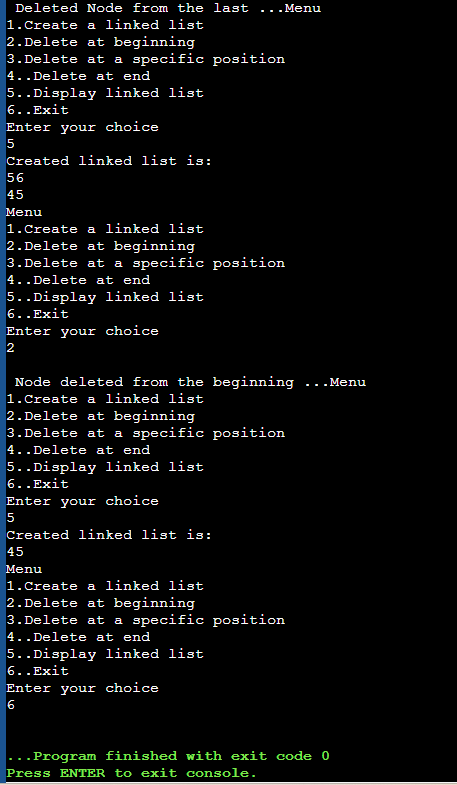 Deleted Node from the last ...Menu
1.Create a linked list
2.Delete at beginning
3.Delete at a specific position
4..Delete at end
5..Display linked list
6..Exit
Enter your choice
5
Created linked list is:
56
45
Menu
1.Create a linked list
2.Delete at beginning
3.Delete at a specific position
4..Delete at end
5..Display linked list
6..Exit
Enter your choice
2
Node deleted from the beginning ...Menu
1.Create a linked list
2.Delete at beginning
3.Delete at a specific position
4..Delete at end
5..Display linked list
6..Exit
Enter your choice
5
Created linked list is:
45
Menu
1.Create a linked list
2.Delete at beginning
3.Delete at a specific position
4..Delete at end
5..Display linked list
6..Exit
Enter your choice
6
...Program finished with exit code 0
Press ENTER to exit console.